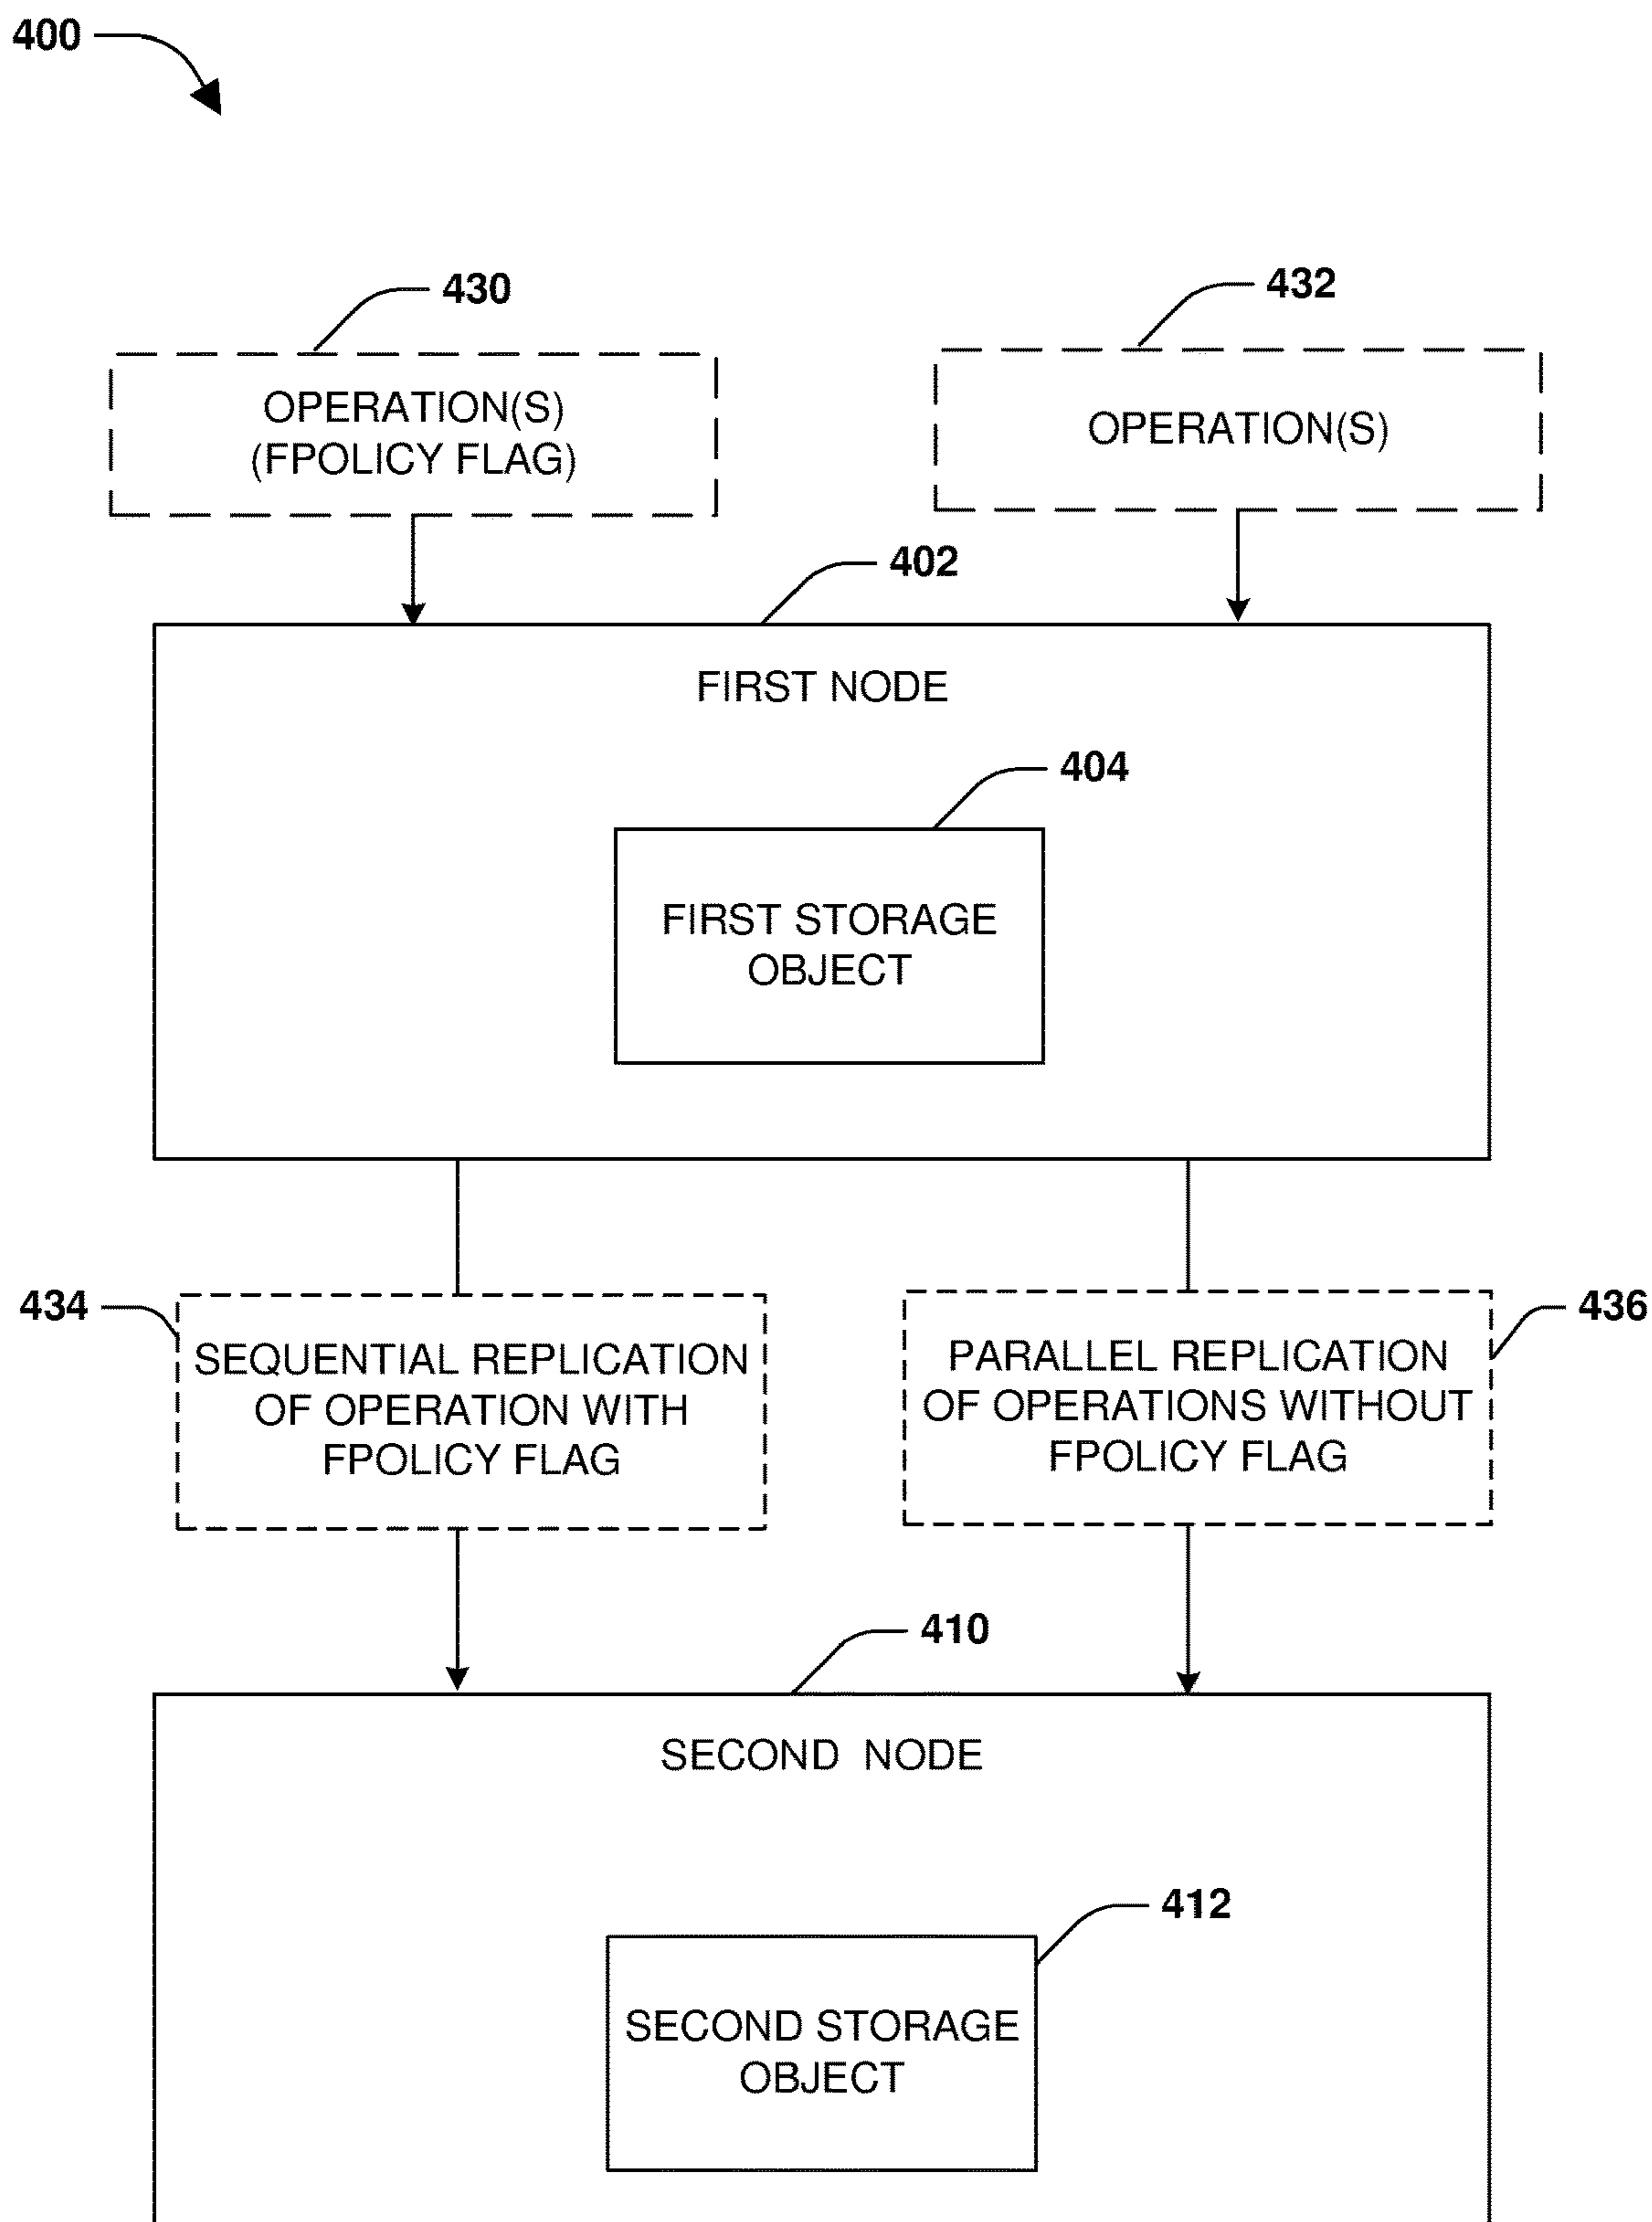 400
430
432
OPERATION(S)
(FPOLICY FLAG)
OPERATION(S)
402
FIRST NODE
404
FIRST STORAGE
OBJECT
434
SEQUENTIAL REPLICATION
OF OPERATION WITH
FPOLICY FLAG
PARALLEL REPLICATION
OF OPERATIONS WITHOUT
FPOLICY FLAG
436
410
SECOND NODE
412
SECOND STORAGE
OBJECT